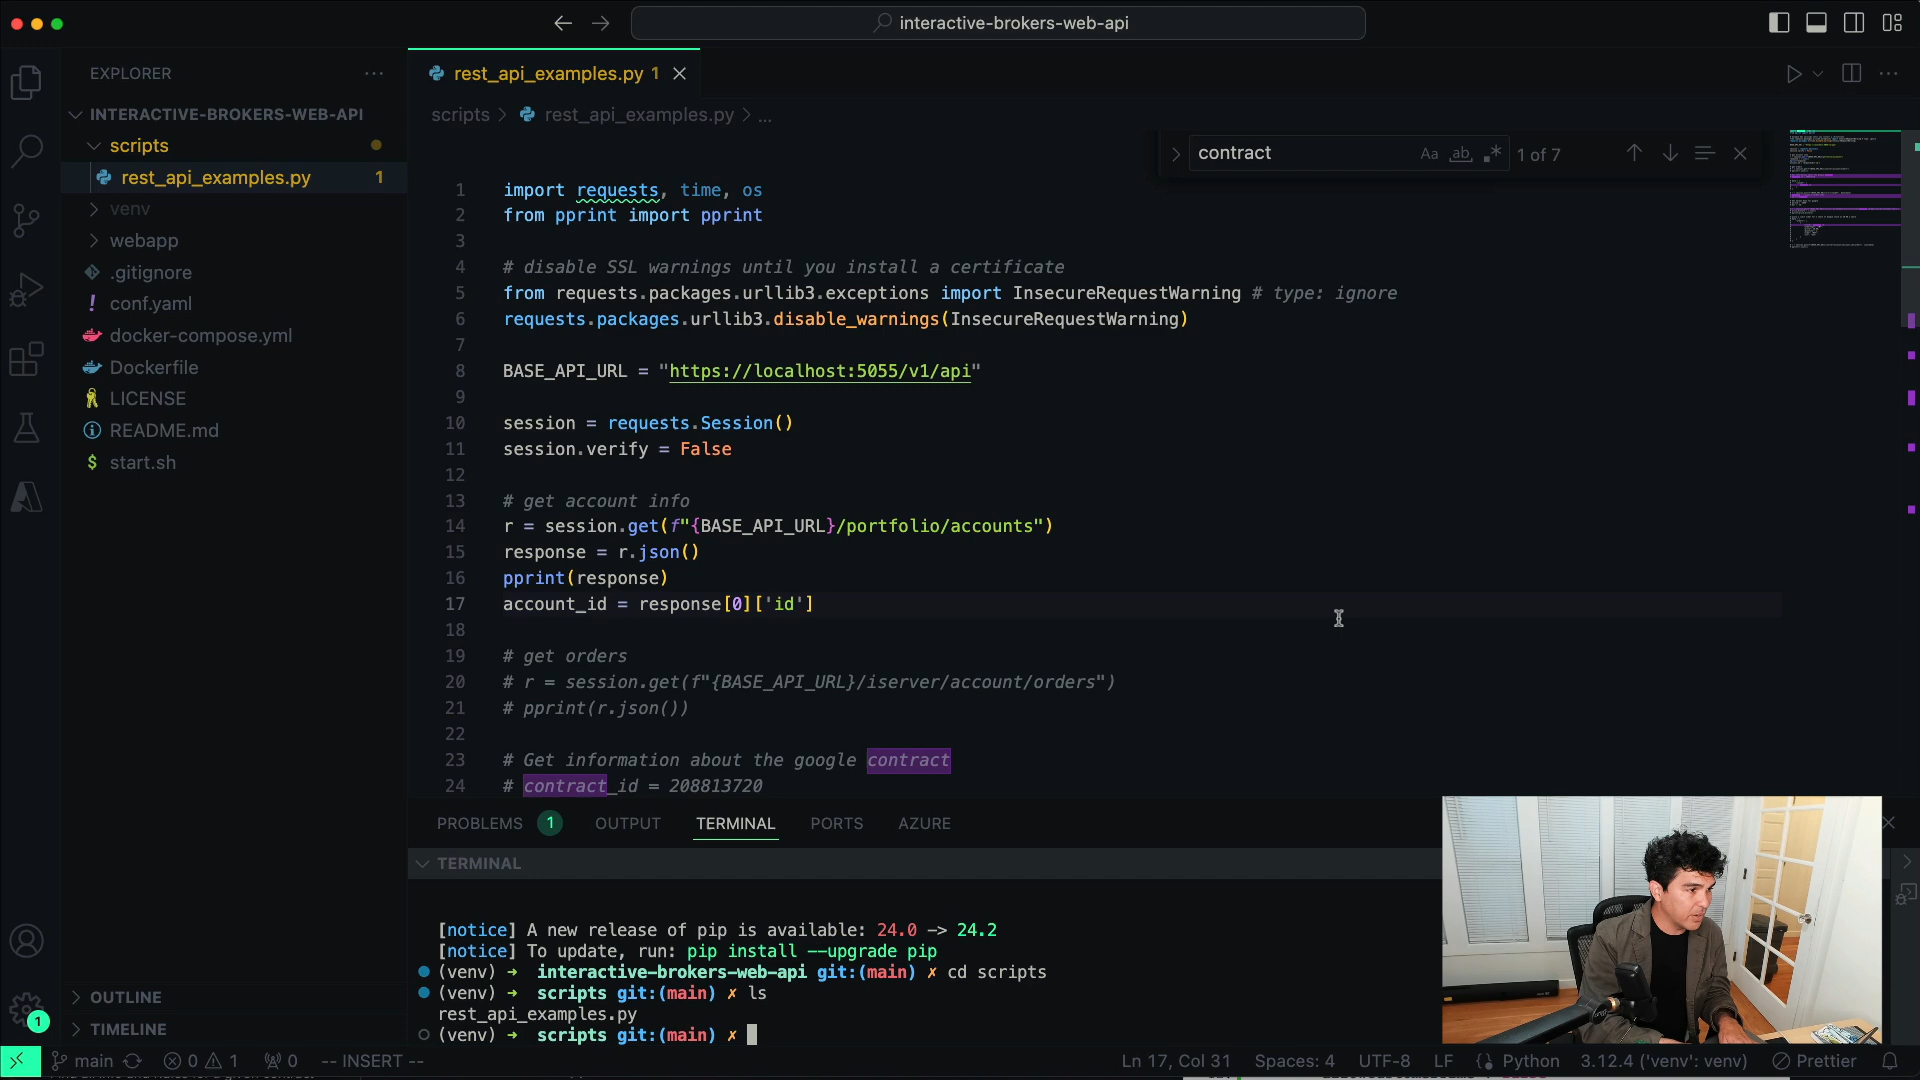 interactive-brokers-web-api
EXPLORER
INTERACTIVE-BROKERS-WEB-API
scripts
rest_api_examples.py 1
venv
webapp
.gitignore
conf.yaml
docker-compose.yml
Dockerfile
LICENSE
README.md
start.sh
OUTLINE
TIMELINE
rest_api_examples.py 1
scripts > rest_api_examples.py > ...
contract Aa ab 1 of 7
1 import requests, time, os
2 from pprint import pprint
3
4 # disable SSL warnings until you install a certificate
5 from requests.packages.urllib3.exceptions import InsecureRequestWarning # type: ignore
6 requests.packages.urllib3.disable_warnings(InsecureRequestWarning)
7
8 BASE_API_URL = "https://localhost:5055/v1/api"
9
10 session = requests.Session()
11 session.verify = False
12
13 # get account info
14 r = session.get(f"{BASE_API_URL}/portfolio/accounts")
15 response = r.json()
16 pprint(response)
17 account_id = response[0]['id']
18
19 # get orders
20 # r = session.get(f"{BASE_API_URL}/iserver/account/orders")
21 # pprint(r.json())
22
23 # Get information about the google contract
24 # contract_id = 208813720
PROBLEMS 1 OUTPUT TERMINAL PORTS AZURE
TERMINAL
[notice] A new release of pip is available: 24.0 -> 24.2
[notice] To update, run: pip install --upgrade pip
(venv) → interactive-brokers-web-api git:(main) ✗ cd scripts
(venv) → scripts git:(main) ✗ ls
rest_api_examples.py
(venv) → scripts git:(main) ✗
1
main 0 1 0 -- INSERT -- Ln 17, Col 31 Spaces: 4 UTF-8 LF {} Python 3.12.4 ('venv': venv) Prettier